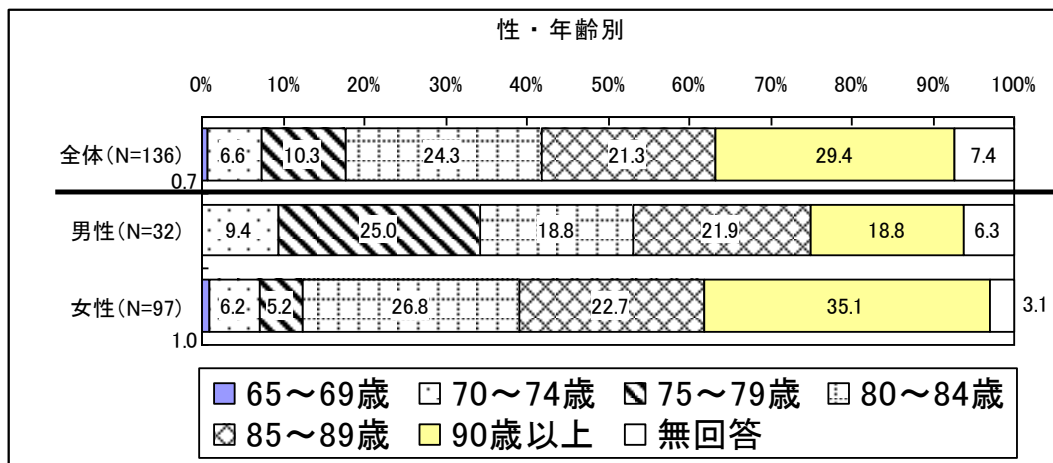 性・年齢別
0% 10% 20% 30% 40% 50% 60% 70% 80% 90% 100%
全体(N=136) 6.6 10.3 24.3 21.3 29.4 7.4
0.7
男性(N=32) 9.4 25.0 18.8 21.9 18.8 6.3
女性(N=97) 6.2 5.2 26.8 22.7 35.1 3.1
1.0
65～69歳 70～74歳 75～79歳 80～84歳
85～89歳 90歳以上 無回答